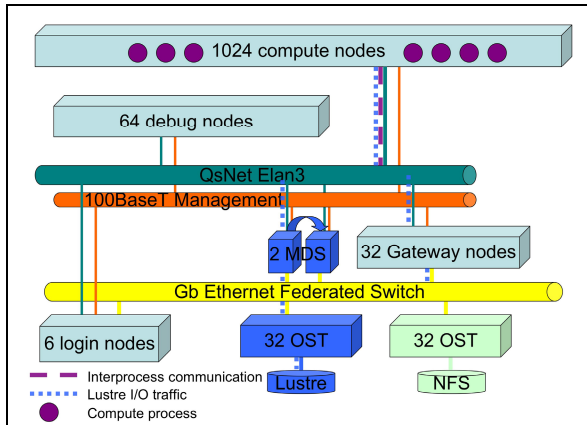 1024 compute nodes
64 debug nodes
QsNet Elan3
100BaseT Management
2 MDS
32 Gateway nodes
Gb Ethernet Federated Switch
6 login nodes
32 OST
32 OST
Lustre
NFS
Interprocess communication
Lustre I/O traffic
Compute process